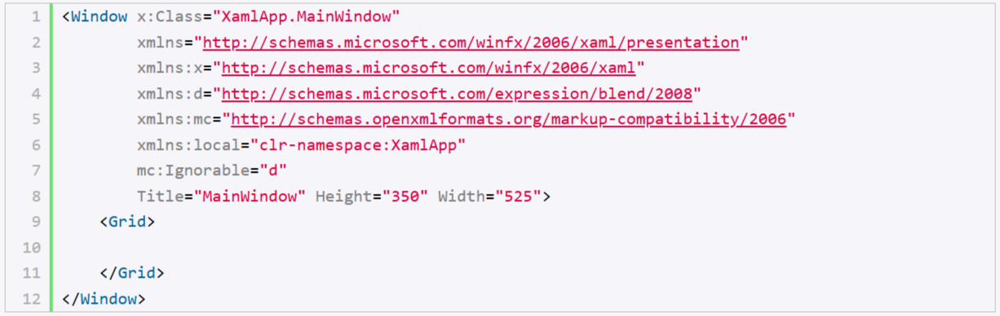 1 <Window x:Class="XamlApp.MainWindow"
2         xmlns="http://schemas.microsoft.com/winfx/2006/xaml/presentation"
3         xmlns:x="http://schemas.microsoft.com/winfx/2006/xaml"
4         xmlns:d="http://schemas.microsoft.com/expression/blend/2008"
5         xmlns:mc="http://schemas.openxmlformats.org/markup-compatibility/2006"
6         xmlns:local="clr-namespace:XamlApp"
7         mc:Ignorable="d"
8         Title="MainWindow" Height="350" Width="525">
9     <Grid>
10
11     </Grid>
12 </Window>